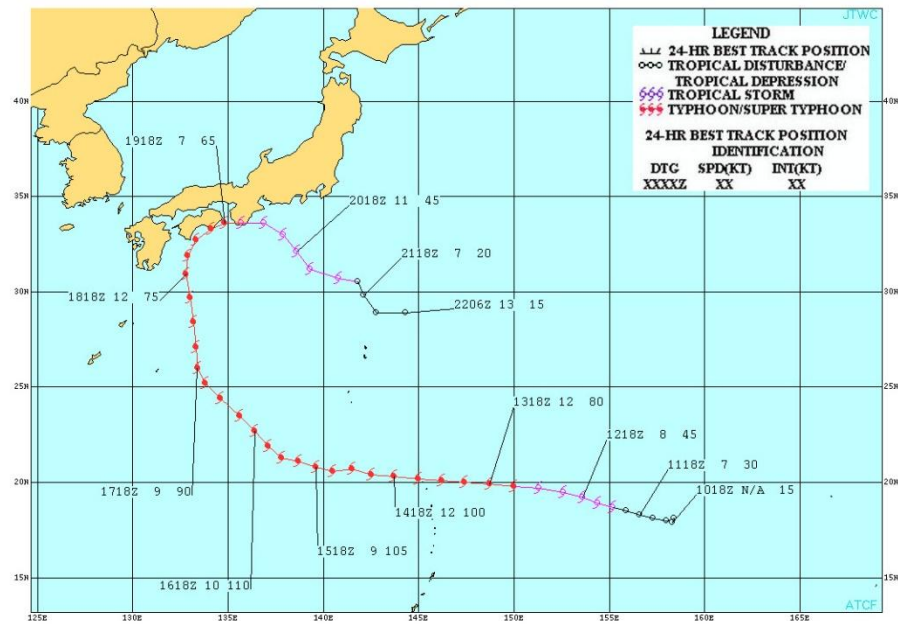 JTWC
LEGEND
24-HR BEST TRACK POSITION
TROPICAL DISTURBANCE/
TROPICAL DEPRESSION
TROPICAL STORM
TYPHOON/SUPER TYPHOON
24-HR BEST TRACK POSITION
IDENTIFICATION
DTG SPD(KT) INT(KT)
XXXXZ XX XX
40N
40N
1918Z 7 65
35N
35N
2018Z 11 45
2118Z 7 20
1818Z 12 75
2206Z 13 15
30N
30N
25N
25N
1318Z 12 80
1218Z 8 45
1118Z 7 30
20N
1718Z 9 90
1018Z N/A 15
20N
1418Z 12 100
1518Z 9 105
1618Z 10 110
15N
15N
ATCF
125E 130E 135E 140E 145E 150E 155E 160E 165E